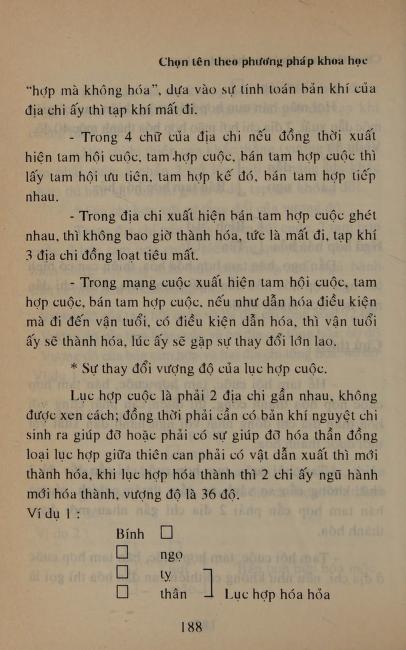 Chọn tên theo phương pháp khoa học
“hợp mà không hóa”, dựa vào sự tính toán bản khí của
địa chi ấy thì tạp khí mất đi.
- Trong 4 chữ của địa chi nếu đồng thời xuất
hiện tam hội cuộc, tam hợp cuộc, bán tam hợp cuộc thì
lấy tam hội ưu tiên, tam hợp kế đó, bán tam hợp tiếp
nhau.
- Trong địa chi xuất hiện bán tam hợp cuộc ghét
nhau, thì không bao giờ thành hóa, tức là mất đi, tạp khí
3 địa chi đồng loạt tiêu mất.
- Trong mạng cuộc xuất hiện tam hội cuộc, tam
hợp cuộc, bán tam hợp cuộc, nếu như dẫn hóa điều kiện
mà đi đến vận tuổi, có điều kiện dẫn hóa, thì vận tuổi
ấy sẽ thành hóa, lúc ấy sẽ gặp sự thay đổi lớn lao.
* Sự thay đổi vượng độ của lục hợp cuộc.
Lục hợp cuộc là phải 2 địa chi gần nhau, không
được xen cách; đồng thời phải cần có bản khí nguyệt chi
sinh ra giúp đỡ hoặc phải có sự giúp đỡ hóa thần đồng
loại lục hợp giữa thiên can phải có vật dẫn xuất thì mới
thành hóa, khi lục hợp hóa thành thì 2 chi ấy ngũ hành
mới hóa thành, vượng độ là 36 độ.
Ví dụ 1 :
Bính □
□ ngọ
□ tỵ
□ thân Lục hợp hóa hỏa
188